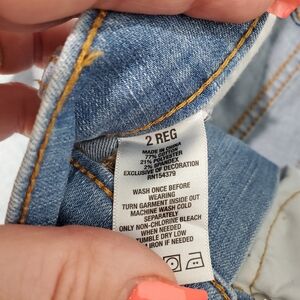 2 REG
MADE IN CHINA
77% COTTON
21% POLYESTER
2% SPANDEX
EXCLUSIVE OF DECORATION
RN154379
WASH ONCE BEFORE
WEARING
TURN GARMENT INSIDE OUT
MACHINE WASH COLD
SEPARATELY
ONLY NON-CHLORINE BLEACH
WHEN NEEDED
TUMBLE DRY LOW
IRON IF NEEDED